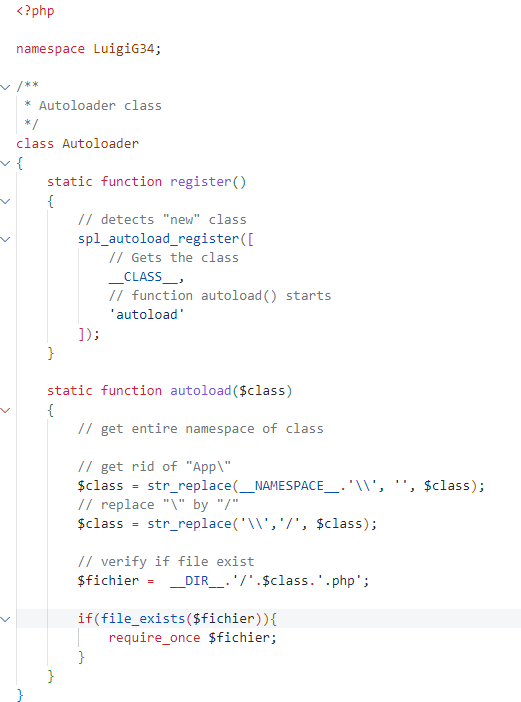 <?php
namespace LuigiG34;
/**
 * Autoloader class
 */
class Autoloader
{
    static function register()
    {
        // detects "new" class
        spl_autoload_register([
            // Gets the class
            __CLASS__,
            // function autoload() starts
            'autoload'
        ]);
    }
    static function autoload($class)
    {
        // get entire namespace of class
        // get rid of "App\"
        $class = str_replace(__NAMESPACE__.'\\', '', $class);
        // replace "\" by "/"
        $class = str_replace('\\','/', $class);
        // verify if file exist
        $fichier =  __DIR__.'/'.$class.'.php';
        if(file_exists($fichier)){
            require_once $fichier;
        }
    }
}